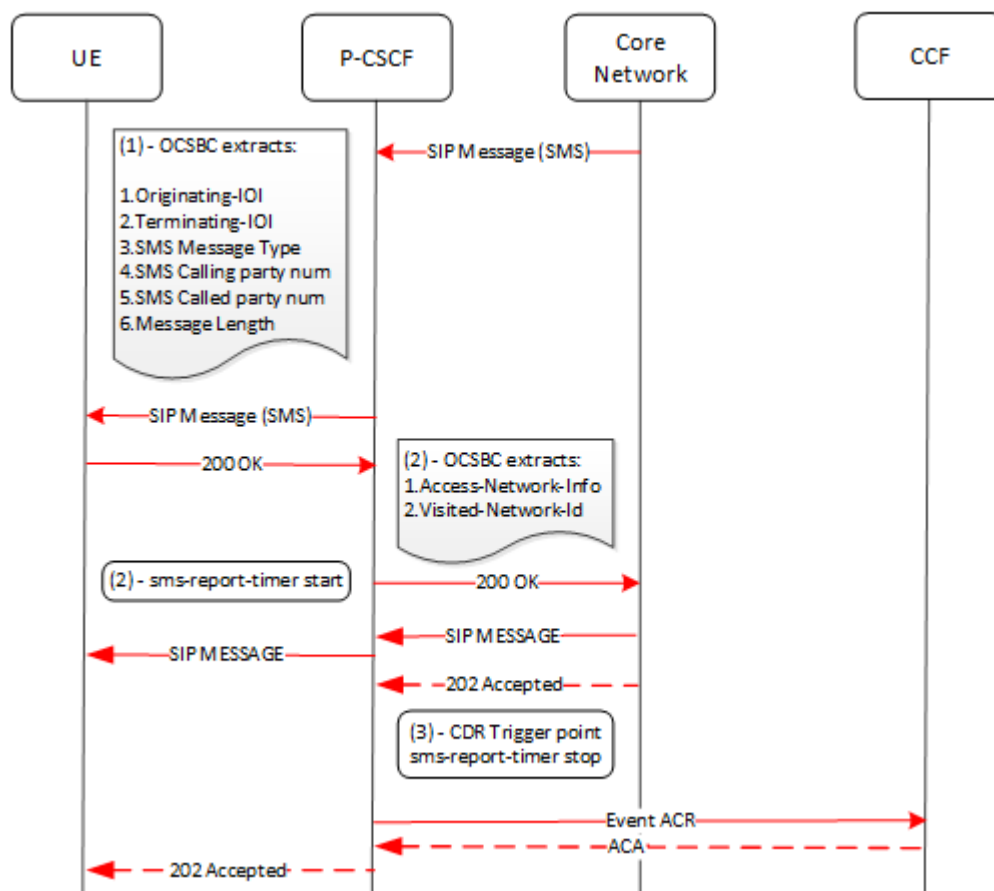 UE
P-CSCF
Core
Network
CCF
(1) - OCSBC extracts:
1.Originating-IOI
2.Terminating-IOI
3.SMS Message Type
4.SMS Calling party num
5.SMS Called party num
6.Message Length
SIP Message (SMS)
SIP Message (SMS)
200 OK
(2) - OCSBC extracts:
1.Access-Network-Info
2.Visited-Network-Id
(2) - sms-report-timer start
200 OK
SIP MESSAGE
SIP MESSAGE
202 Accepted
(3) - CDR Trigger point
sms-report-timer stop
Event ACR
ACA
202 Accepted